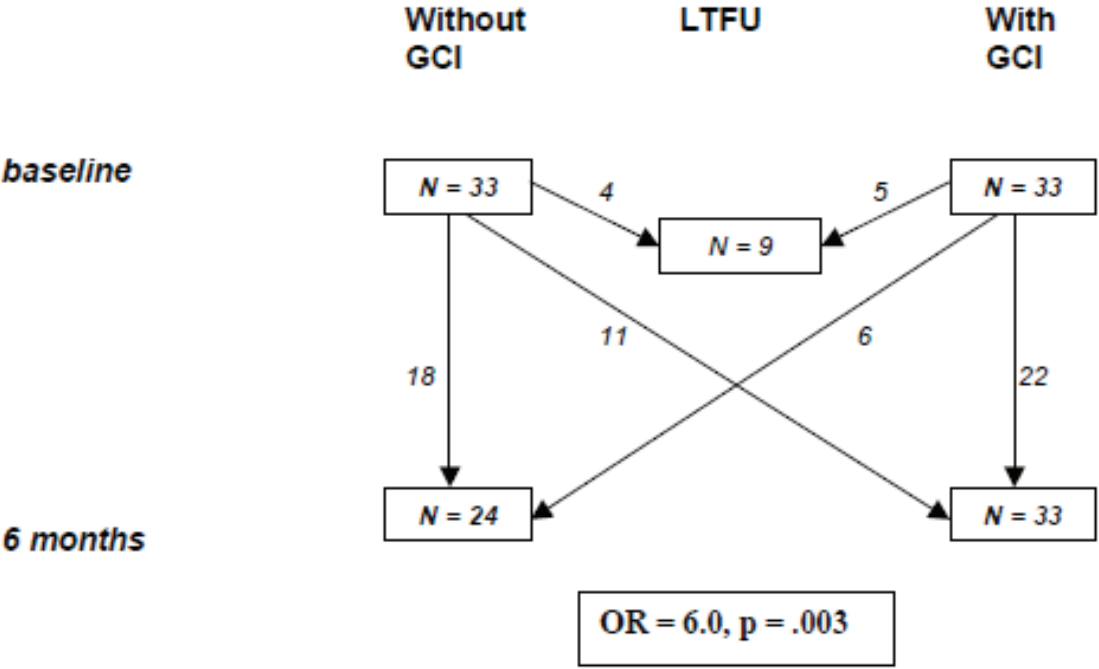 Without GCI
LTFU
With GCI
baseline
N = 33
4
5
N = 33
N = 9
11
6
18
22
N = 24
N = 33
6 months
OR = 6.0, p = .003